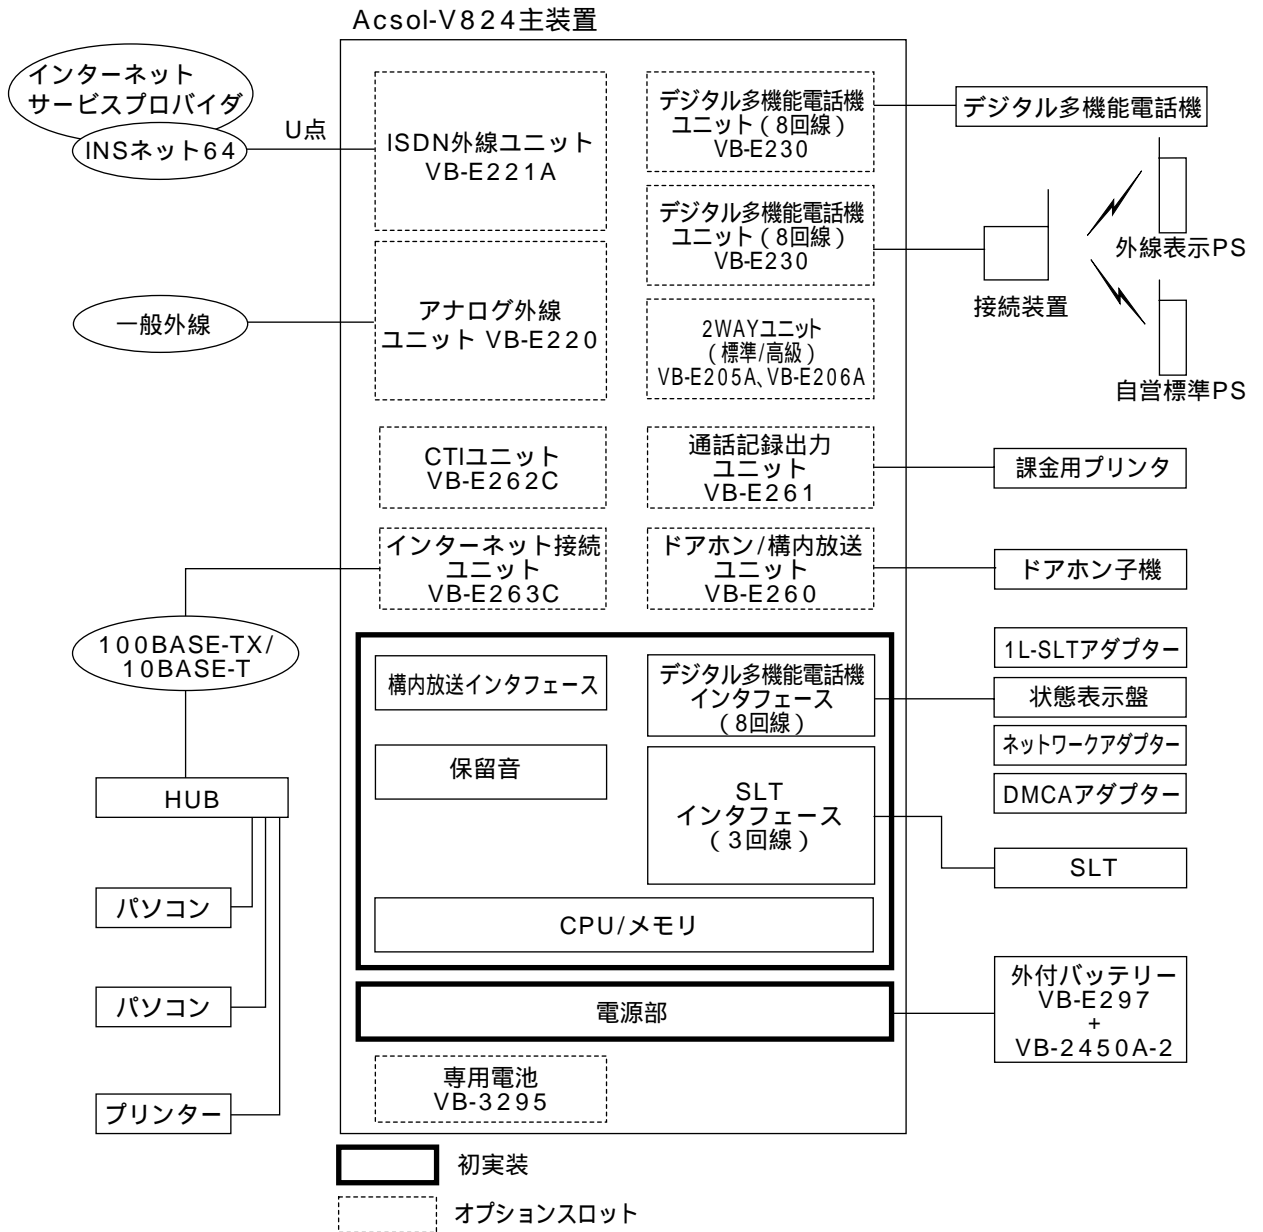 Acsol-V824主装置
インターネット
サービスプロバイダ
INSネット64
U点
ISDN外線ユニット
VB-E221A
デジタル多機能電話機
ユニット（8回線）
VB-E230
デジタル多機能電話機
デジタル多機能電話機
ユニット（8回線）
VB-E230
接続装置
外線表示PS
自営標準PS
一般外線
アナログ外線
ユニット VB-E220
2WAYユニット
（標準/高級）
VB-E205A、VB-E206A
CTIユニット
VB-E262C
通話記録出力
ユニット
VB-E261
課金用プリンタ
インターネット接続
ユニット
VB-E263C
ドアホン/構内放送
ユニット
VB-E260
ドアホン子機
100BASE-TX/
10BASE-T
構内放送インタフェース
デジタル多機能電話機
インタフェース
（8回線）
1L-SLTアダプター
状態表示盤
ネットワークアダプター
DMCAアダプター
保留音
SLT
インタフェース
（3回線）
SLT
HUB
パソコン
パソコン
プリンター
CPU/メモリ
電源部
外付バッテリー
VB-E297
+
VB-2450A-2
専用電池
VB-3295
初実装
オプションスロット